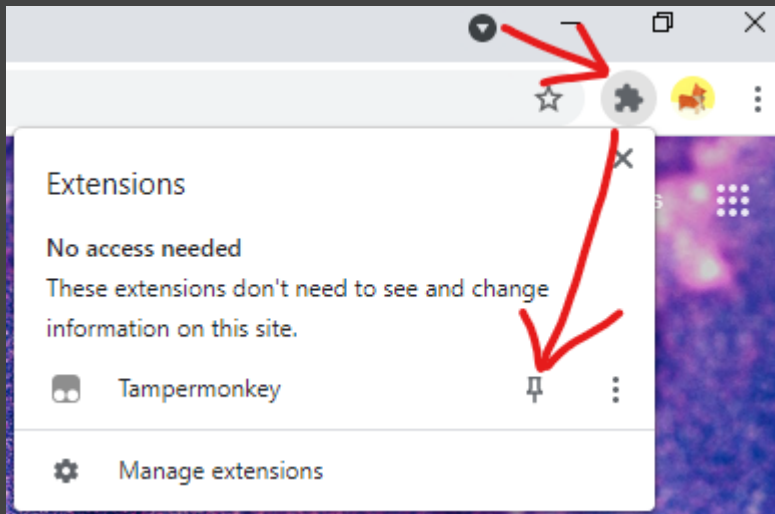 Extensions
No access needed
These extensions don't need to see and change
information on this site.
Tampermonkey
Manage extensions